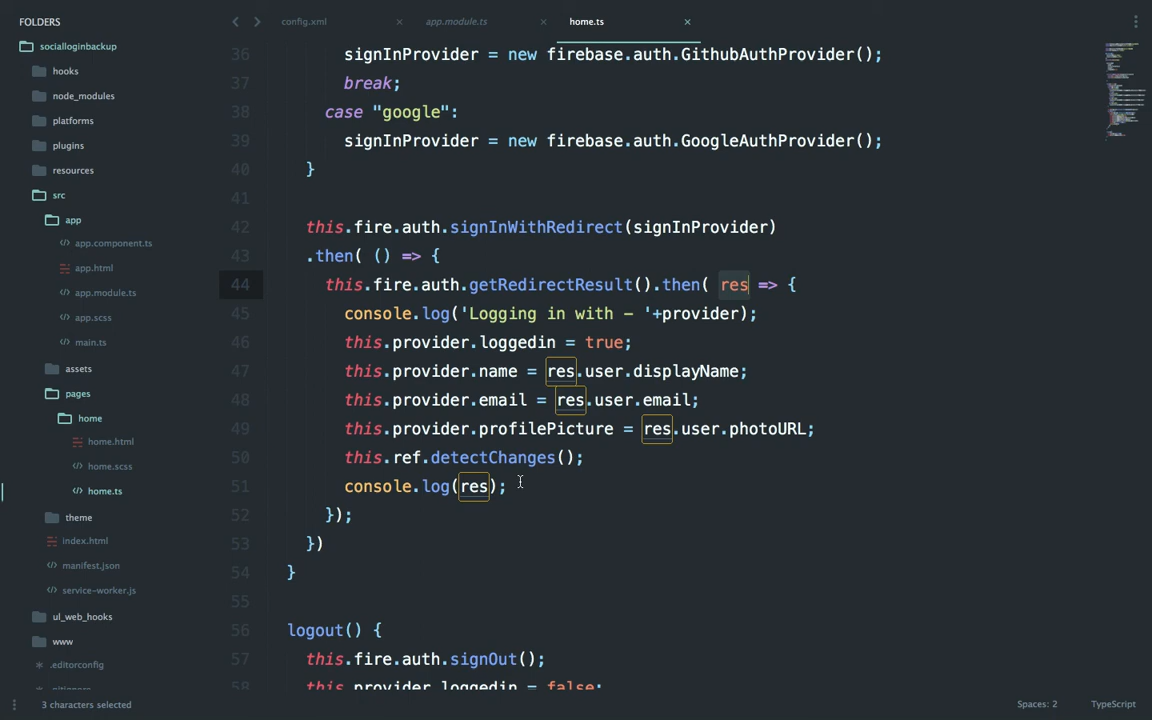 FOLDERS
socialloginbackup
hooks
node_modules
platforms
plugins
resources
src
app
app.component.ts
app.html
app.module.ts
app.scss
main.ts
assets
pages
home
home.html
home.scss
home.ts
theme
index.html
manifest.json
service-worker.js
ul_web_hooks
www
.editorconfig
.gitignore
config.xml
app.module.ts
home.ts
36 signInProvider = new firebase.auth.GithubAuthProvider();
37 break;
38 case "google":
39 signInProvider = new firebase.auth.GoogleAuthProvider();
40 }
41
42 this.fire.auth.signInWithRedirect(signInProvider)
43 .then( () => {
44 this.fire.auth.getRedirectResult().then( res => {
45 console.log('Logging in with - '+provider);
46 this.provider.loggedin = true;
47 this.provider.name = res.user.displayName;
48 this.provider.email = res.user.email;
49 this.provider.profilePicture = res.user.photoURL;
50 this.ref.detectChanges();
51 console.log(res);
52 });
53 })
54 }
55
56 logout() {
57 this.fire.auth.signOut();
58 this.provider.loggedin = false;
3 characters selected
Spaces: 2
TypeScript